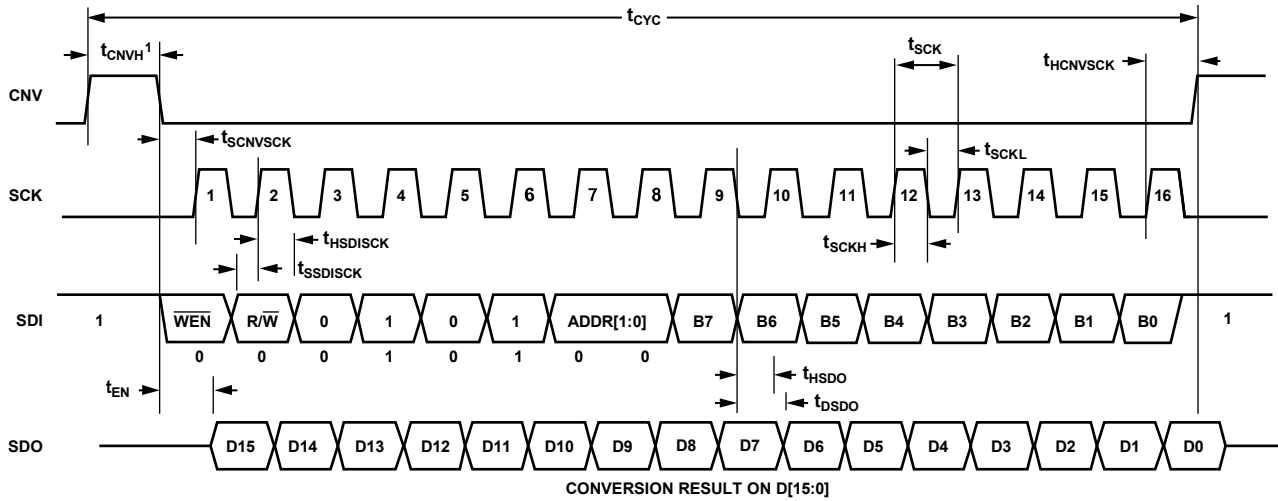 tCYC
tCNVH1
tSCK
tHCNVSCK
CNV
tSCNVSCK
tSCKL
SCK
1 2 3 4 5 6 7 8 9 10 11 12 13 14 15 16
tHSDISCK
tSCKH
tSSDISCK
SDI
1 WEN R/W 0 1 0 1 ADDR[1:0] B7 B6 B5 B4 B3 B2 B1 B0 1
0 0 0 1 0 1 0 0
tEN
tHSDO
tDSDO
SDO
D15 D14 D13 D12 D11 D10 D9 D8 D7 D6 D5 D4 D3 D2 D1 D0
CONVERSION RESULT ON D[15:0]